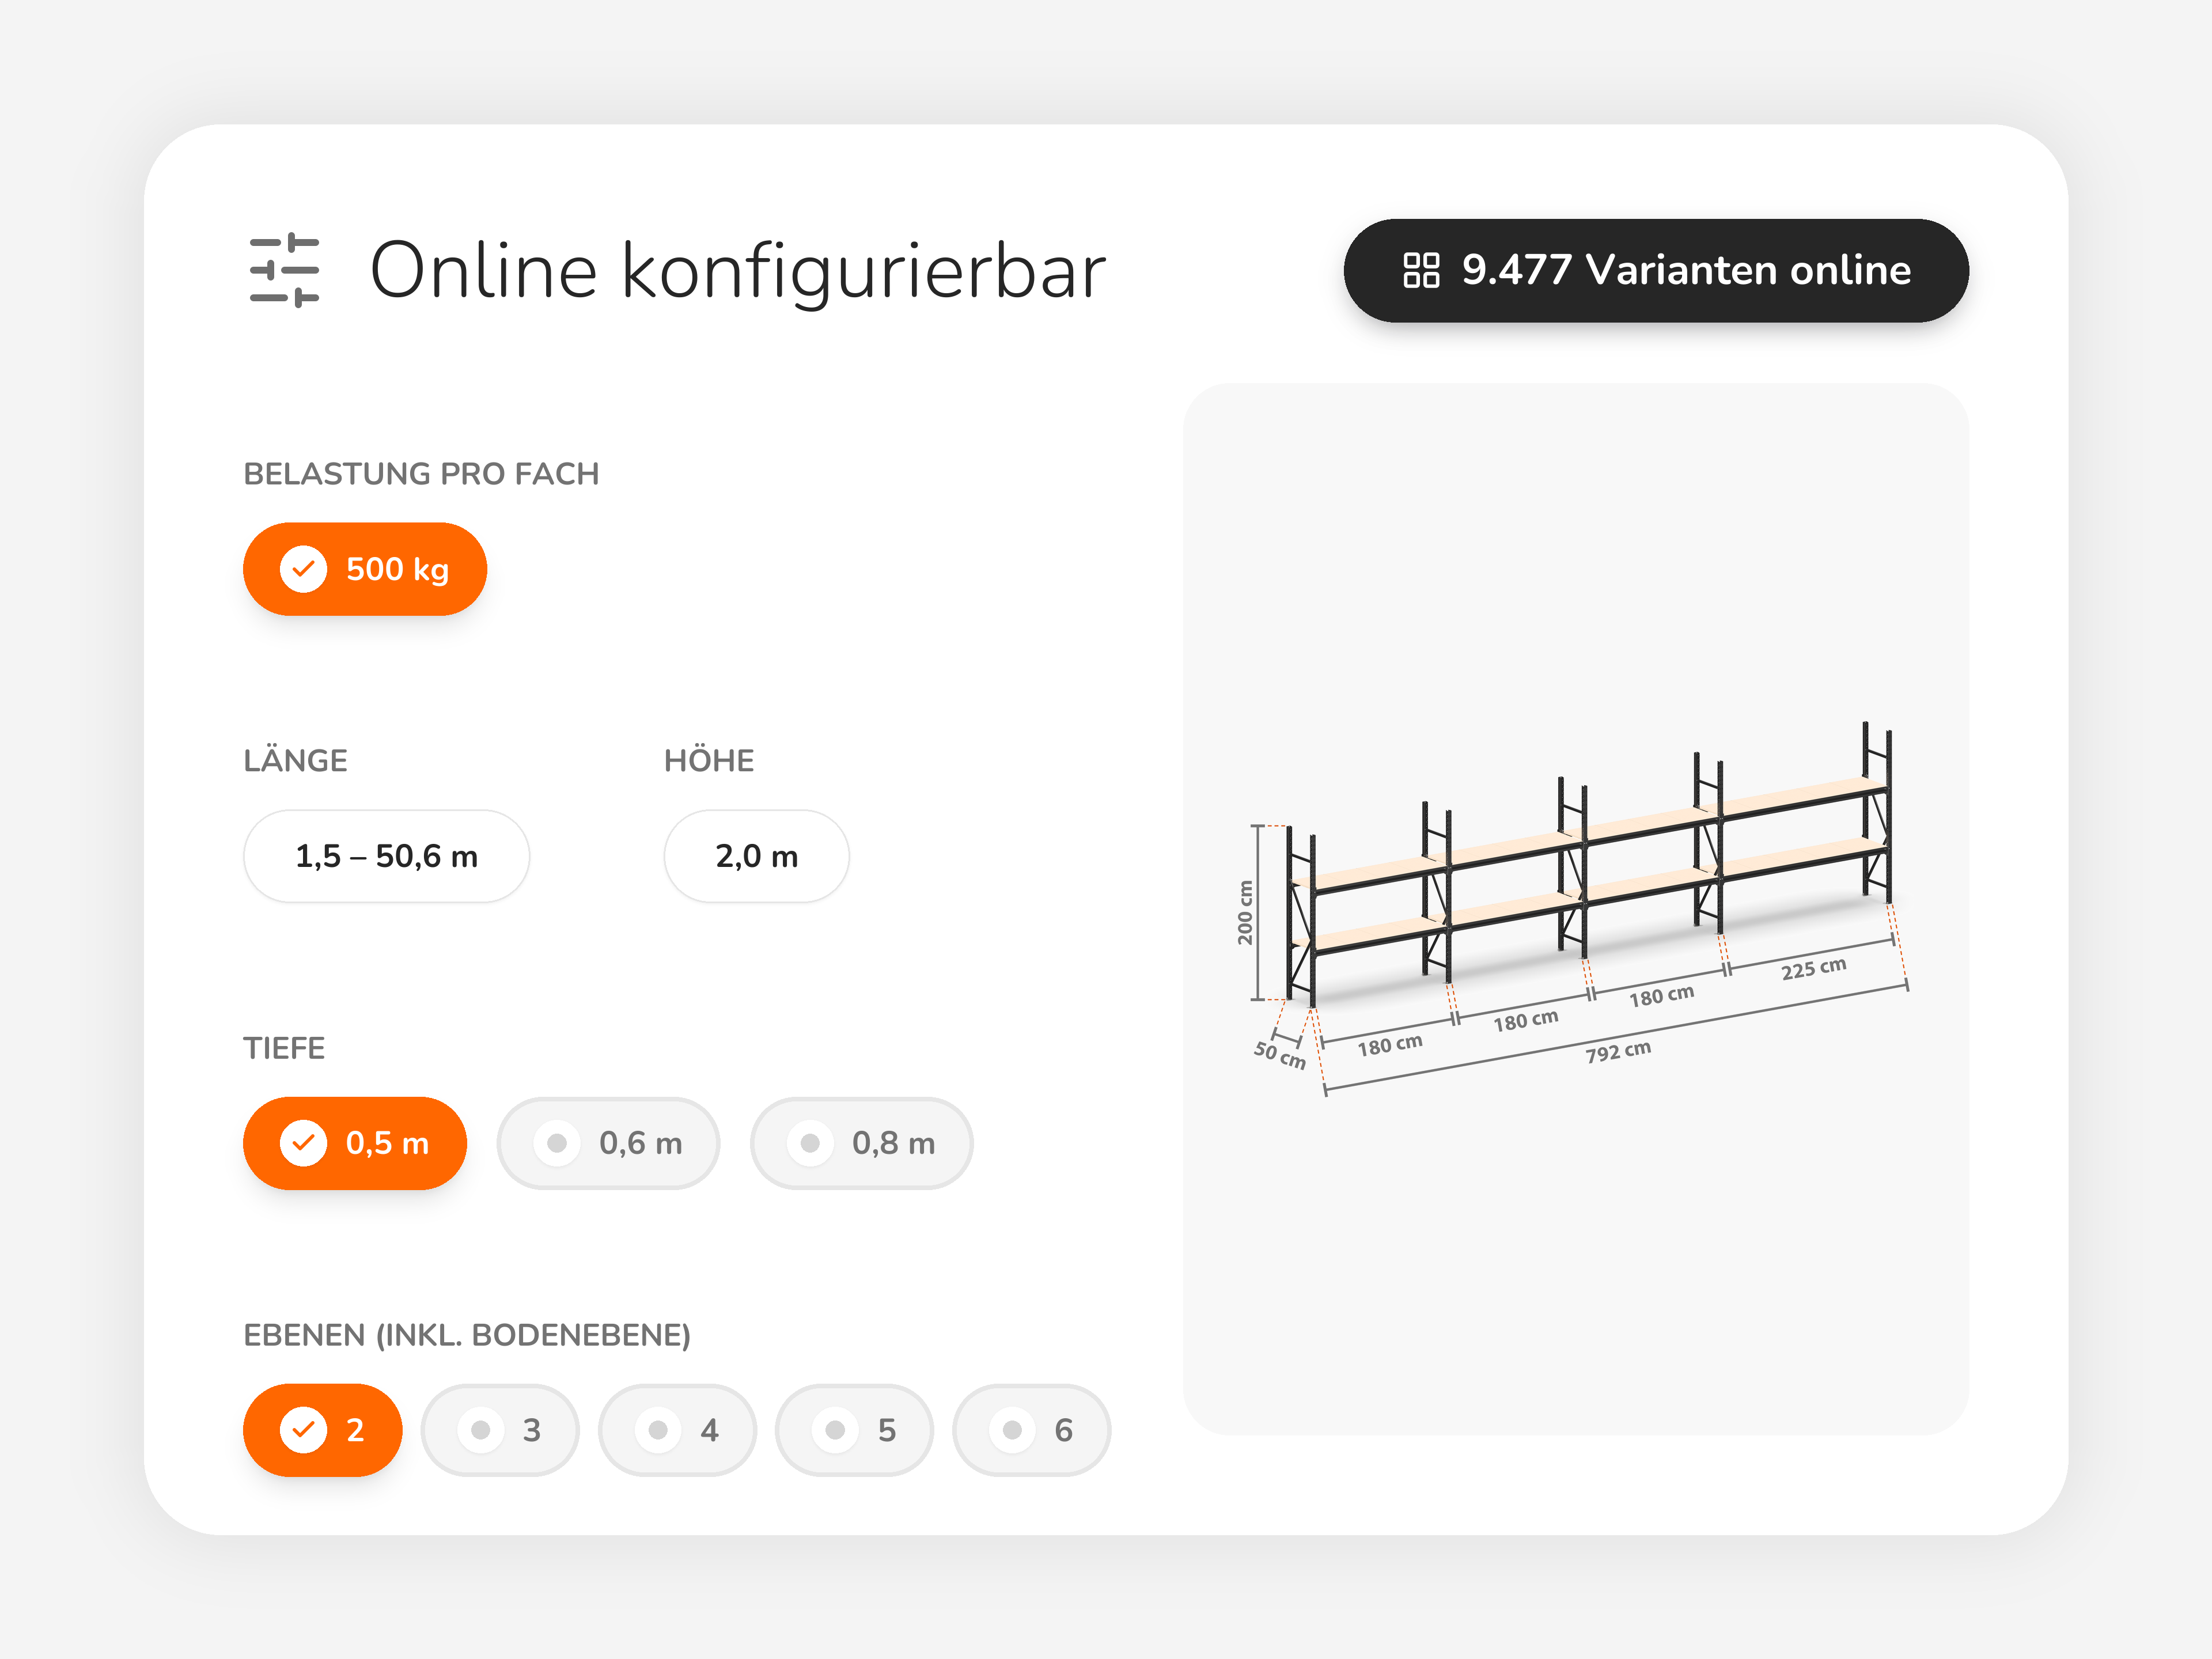 Online konfigurierbar
9.477 Varianten online
BELASTUNG PRO FACH
500 kg
LÄNGE
HÖHE
1,5 – 50,6 m
2,0 m
TIEFE
0,5 m
0,6 m
0,8 m
EBENEN (INKL. BODENEBENE)
2
3
4
5
6
200 cm
50 cm
180 cm
180 cm
180 cm
225 cm
792 cm